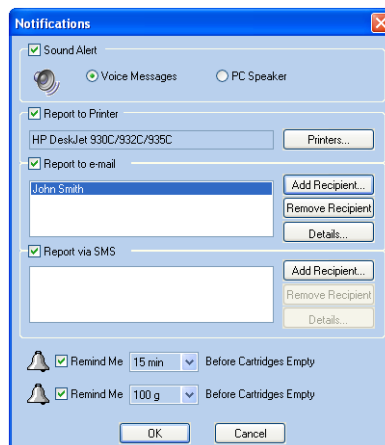 Notifications
Sound Alert
Voice Messages PC Speaker
Report to Printer
HP DeskJet 930C/932C/935C Printers...
Report to e-mail
John Smith Add Recipient...
Remove Recipient
Details...
Report via SMS
Add Recipient...
Remove Recipient
Details...
Remind Me 15 min Before Cartridges Empty
Remind Me 100 g Before Cartridges Empty
OK Cancel